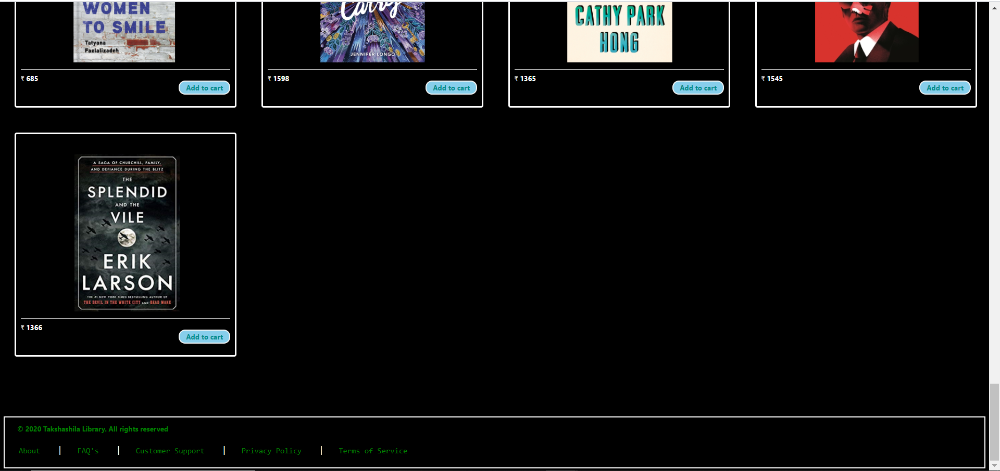 WOMEN
TO SMILE
Tatyana
Fazlalizadeh
Carry
JENNIFER LONGO
CATHY PARK
HONG
₹ 685
Add to cart
₹ 1598
Add to cart
₹ 1365
Add to cart
₹ 1545
Add to cart
A SAGA OF CHURCHILL, FAMILY,
AND DEFIANCE DURING THE BLITZ
THE
SPLENDID
AND THE
VILE
ERIK
LARSON
THE #1 NEW YORK TIMES BESTSELLING AUTHOR OF
THE DEVIL IN THE WHITE CITY AND DEAD WAKE
₹ 1366
Add to cart
© 2020 Takshashila Library. All rights reserved
About | FAQ's | Customer Support | Privacy Policy | Terms of Service